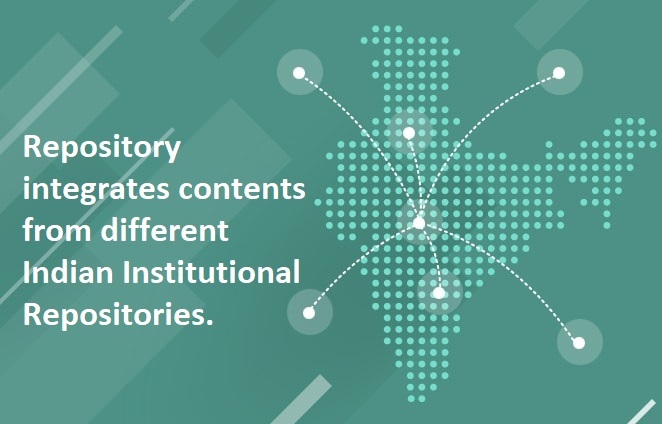 Repository
integrates contents
from different
Indian Institutional
Repositories.